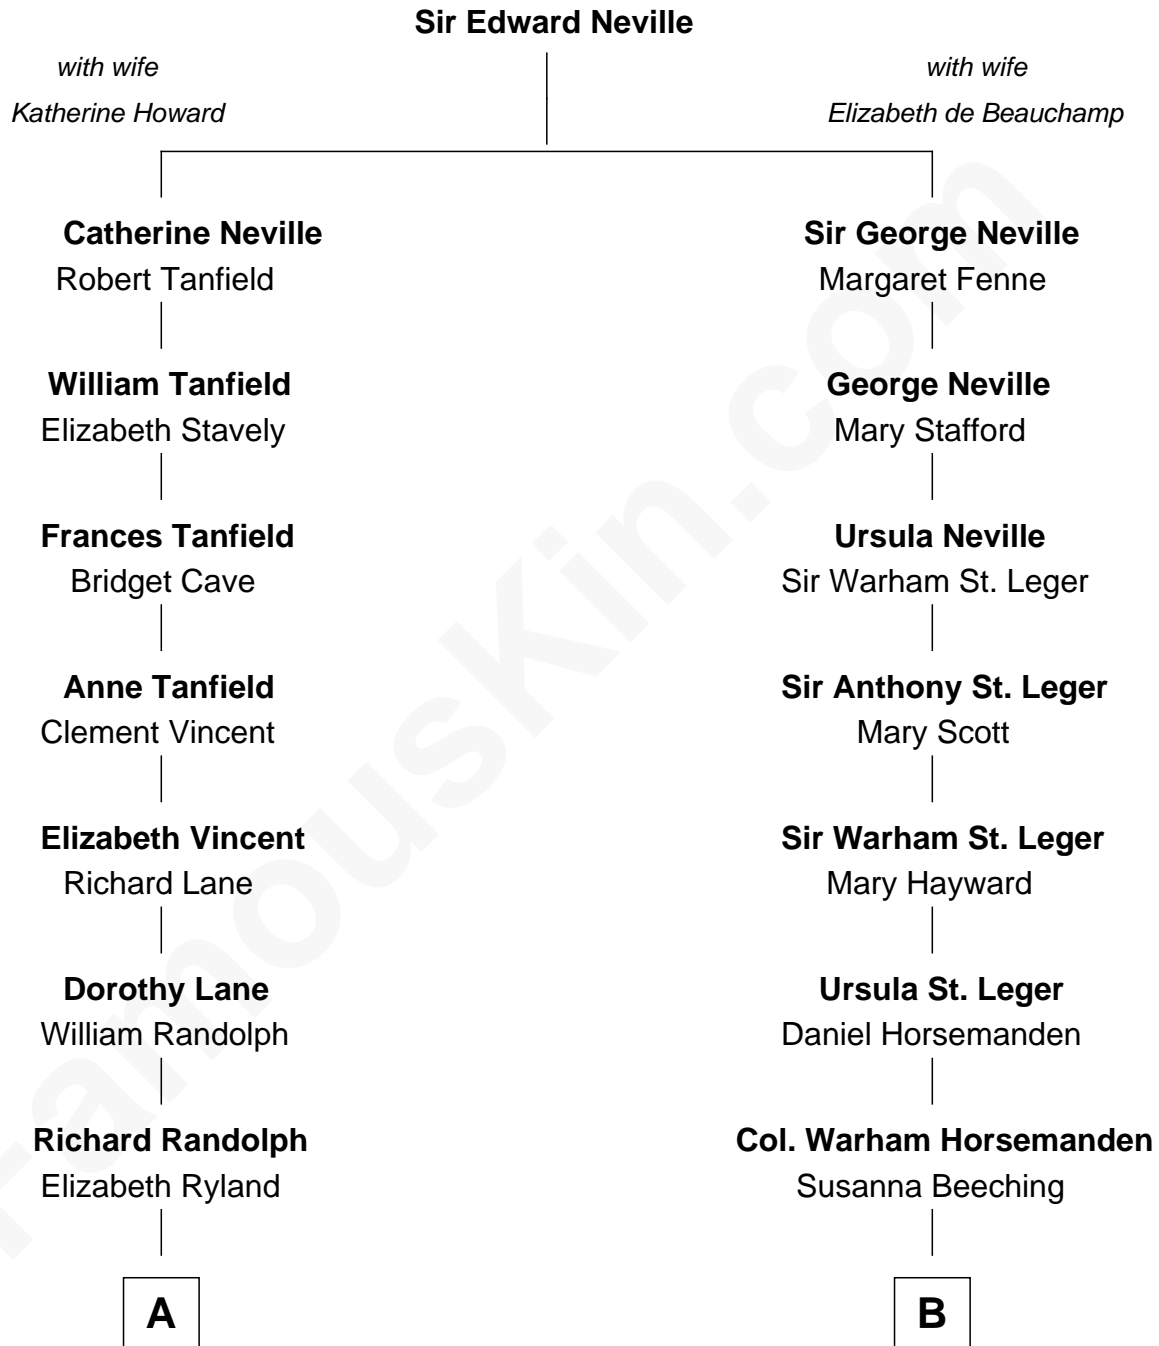 Sir Edward Neville
with wife
Katherine Howard
with wife
Elizabeth de Beauchamp
Catherine Neville
Robert Tanfield
Sir George Neville
Margaret Fenne
William Tanfield
Elizabeth Stavely
George Neville
Mary Stafford
Frances Tanfield
Bridget Cave
Ursula Neville
Sir Warham St. Leger
Anne Tanfield
Clement Vincent
Sir Anthony St. Leger
Mary Scott
Elizabeth Vincent
Richard Lane
Sir Warham St. Leger
Mary Hayward
Dorothy Lane
William Randolph
Ursula St. Leger
Daniel Horsemanden
Richard Randolph
Elizabeth Ryland
Col. Warham Horsemanden
Susanna Beeching
A
B
FamousKin.com